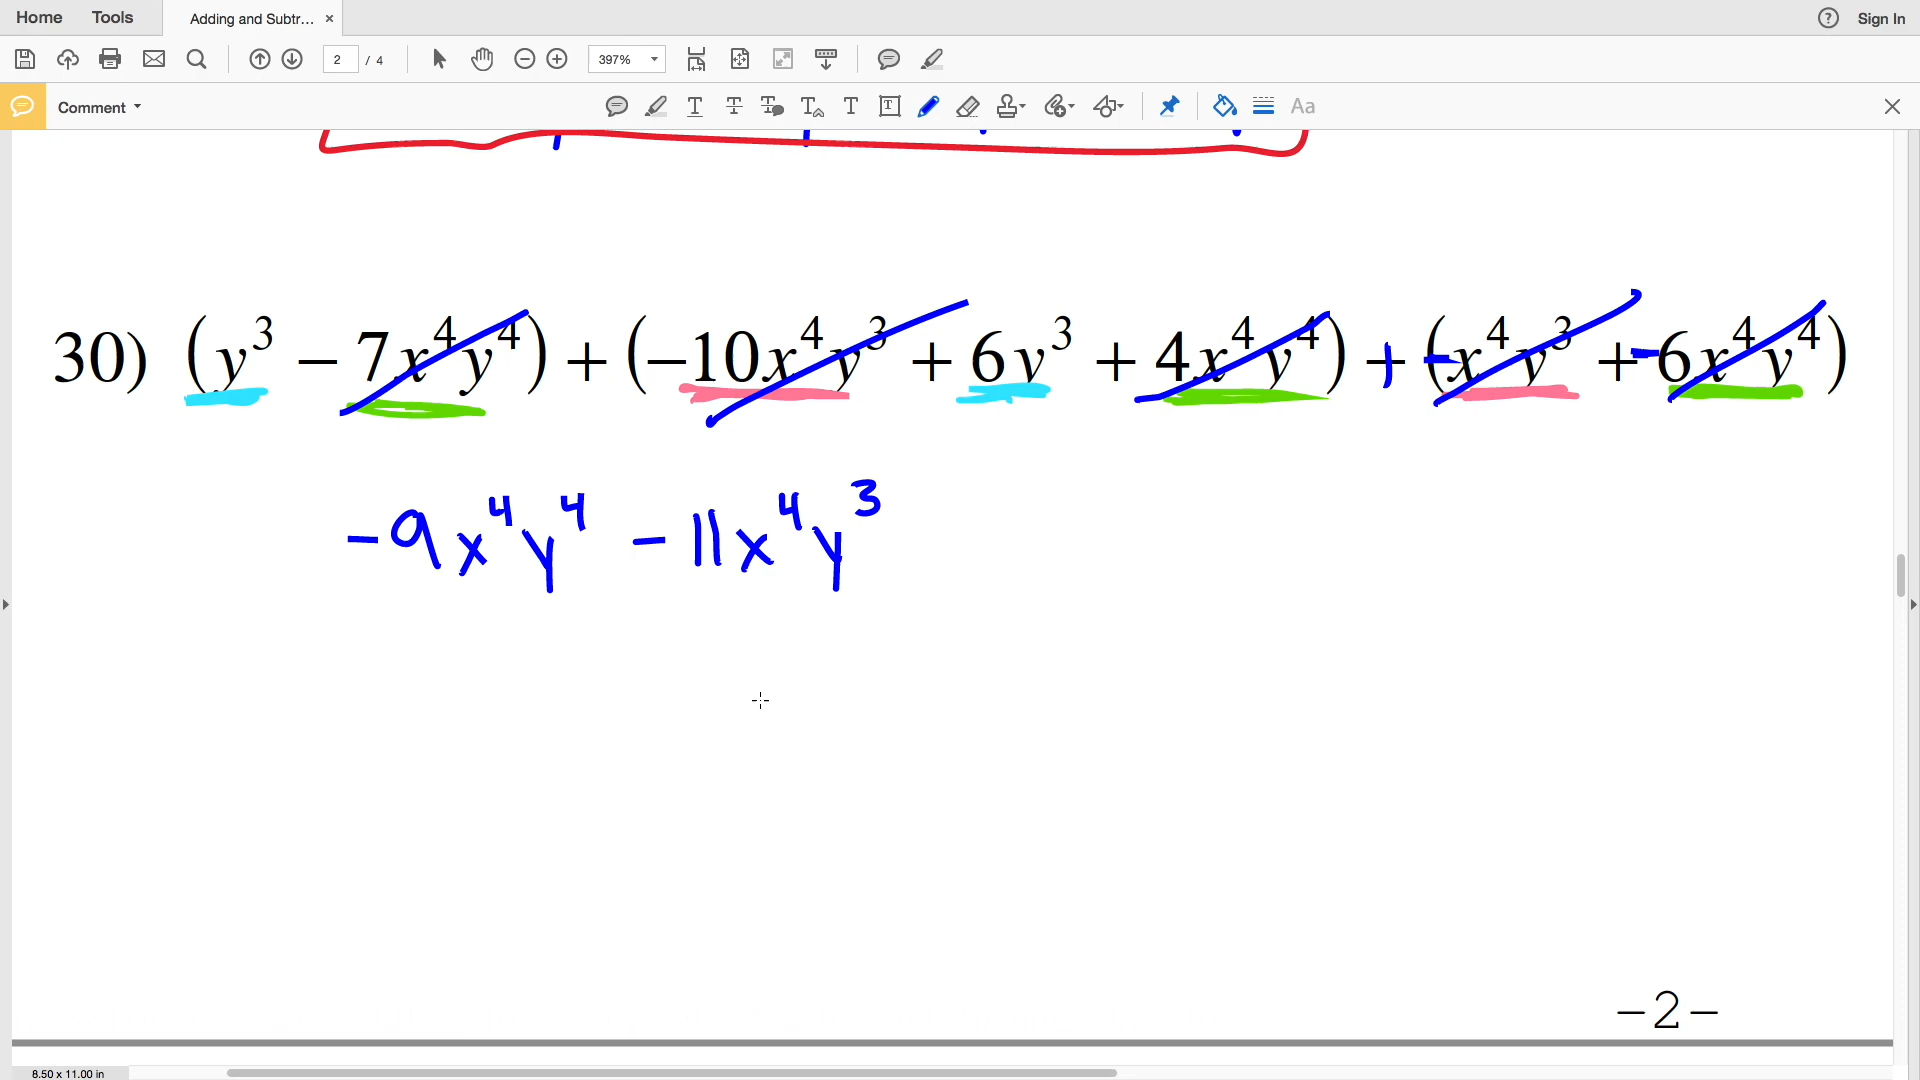 Home Tools Adding and Subtr... × ? Sign In
2 / 4 397%
Comment Aa
30) (y³ − 7x⁴y⁴) + (−10x⁴y³ + 6y³ + 4x⁴y⁴) + (−x⁴y³ + −6x⁴y⁴)
−9x⁴y⁴ − 11x⁴y³
−2−
8.50 x 11.00 in